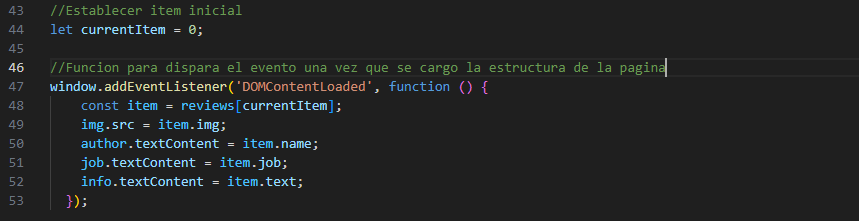 43 //Establecer item inicial
44 let currentItem = 0;
45
46 //Funcion para dispara el evento una vez que se cargo la estructura de la pagina
47 window.addEventListener('DOMContentLoaded', function () {
48     const item = reviews[currentItem];
49     img.src = item.img;
50     author.textContent = item.name;
51     job.textContent = item.job;
52     info.textContent = item.text;
53   });